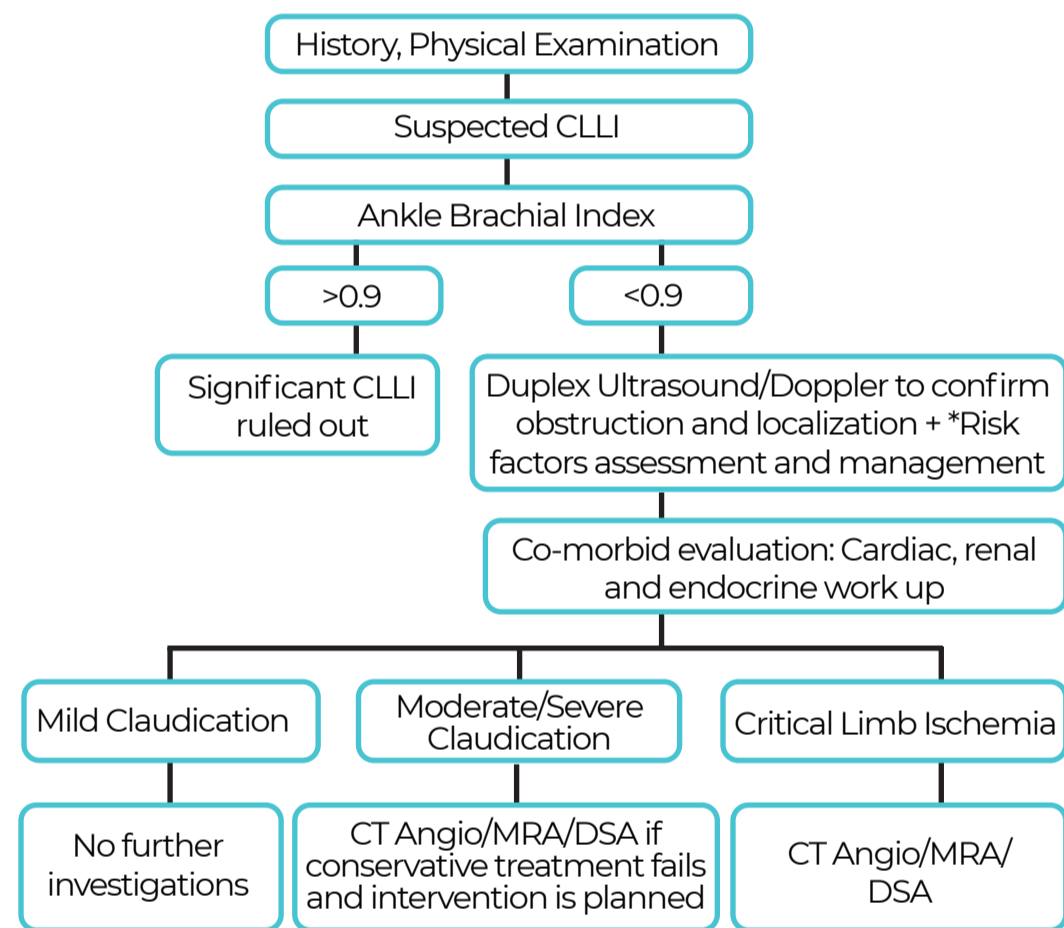 History, Physical Examination
Suspected CLLI
Ankle Brachial Index
>0.9
<0.9
Significant CLLI
ruled out
Duplex Ultrasound/Doppler to confirm
obstruction and localization + *Risk
factors assessment and management
Co-morbid evaluation: Cardiac, renal
and endocrine work up
Mild Claudication
Moderate/Severe
Claudication
Critical Limb Ischemia
No further
investigations
CT Angio/MRA/DSA if
conservative treatment fails
and intervention is planned
CT Angio/MRA/
DSA